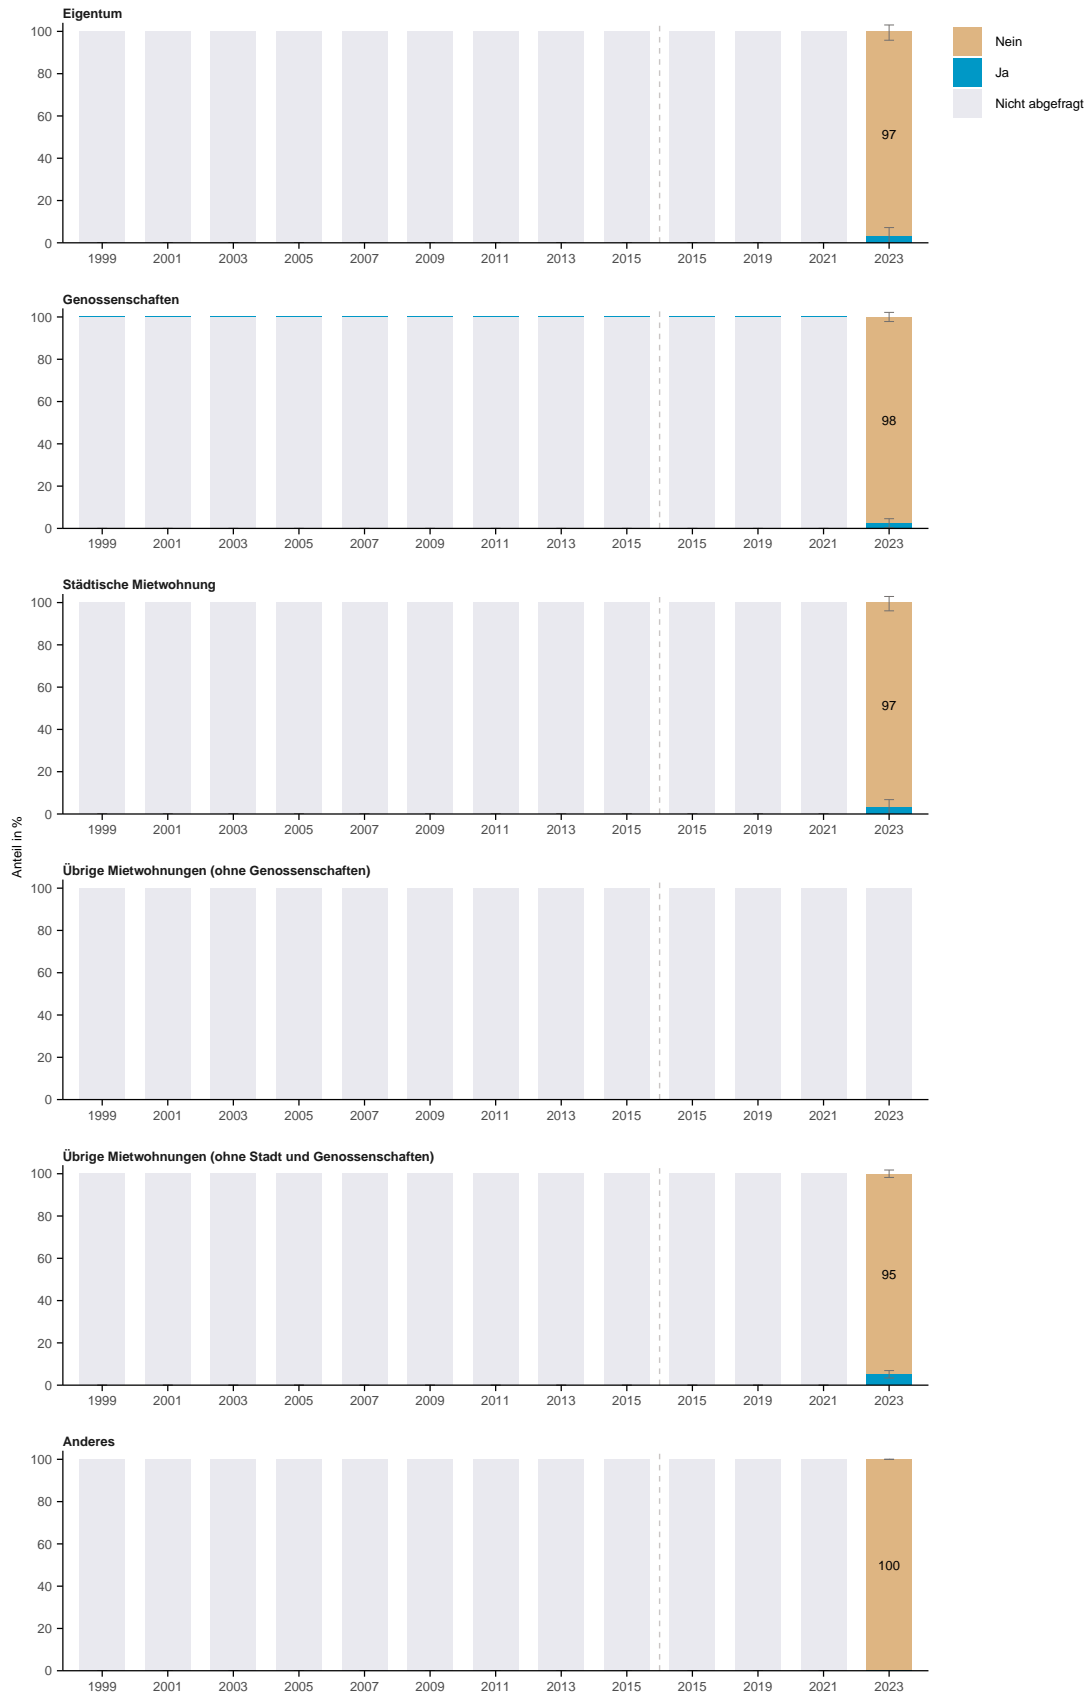 Eigentum
100
80
60
40
20
0
97
1999 2001 2003 2005 2007 2009 2011 2013 2015 2015 2019 2021 2023
Nein
Ja
Nicht abgefragt
Genossenschaften
100
80
60
40
20
0
98
1999 2001 2003 2005 2007 2009 2011 2013 2015 2015 2019 2021 2023
Städtische Mietwohnung
100
80
60
40
20
0
97
1999 2001 2003 2005 2007 2009 2011 2013 2015 2015 2019 2021 2023
Anteil in %
Übrige Mietwohnungen (ohne Genossenschaften)
100
80
60
40
20
0
1999 2001 2003 2005 2007 2009 2011 2013 2015 2015 2019 2021 2023
Übrige Mietwohnungen (ohne Stadt und Genossenschaften)
100
80
60
40
20
0
95
1999 2001 2003 2005 2007 2009 2011 2013 2015 2015 2019 2021 2023
Anderes
100
80
60
40
20
0
100
1999 2001 2003 2005 2007 2009 2011 2013 2015 2015 2019 2021 2023